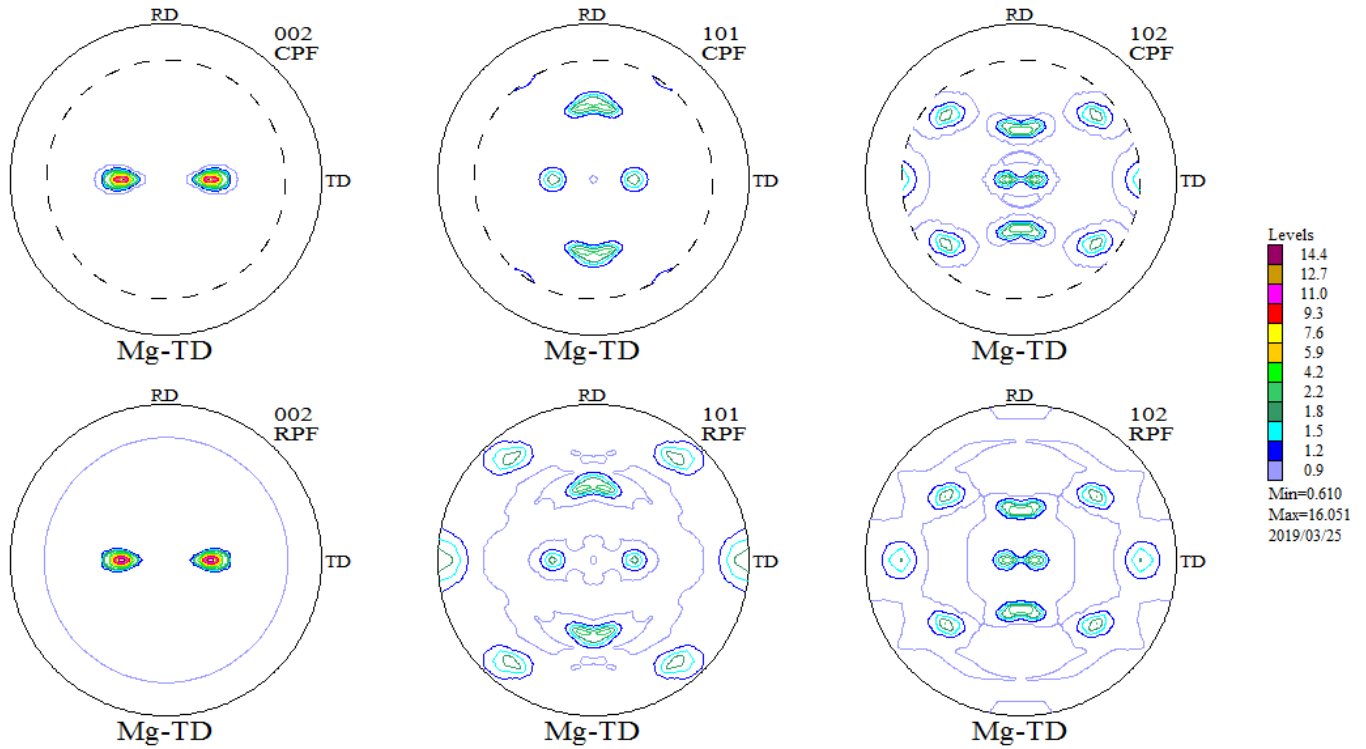 RD
002
CPF
TD
Mg-TD
RD
101
CPF
TD
Mg-TD
RD
102
CPF
TD
Mg-TD
Levels
14.4
12.7
11.0
9.3
7.6
5.9
4.2
2.2
1.8
1.5
1.2
0.9
Min=0.610
Max=16.051
2019/03/25
RD
002
RPF
TD
Mg-TD
RD
101
RPF
TD
Mg-TD
RD
102
RPF
TD
Mg-TD